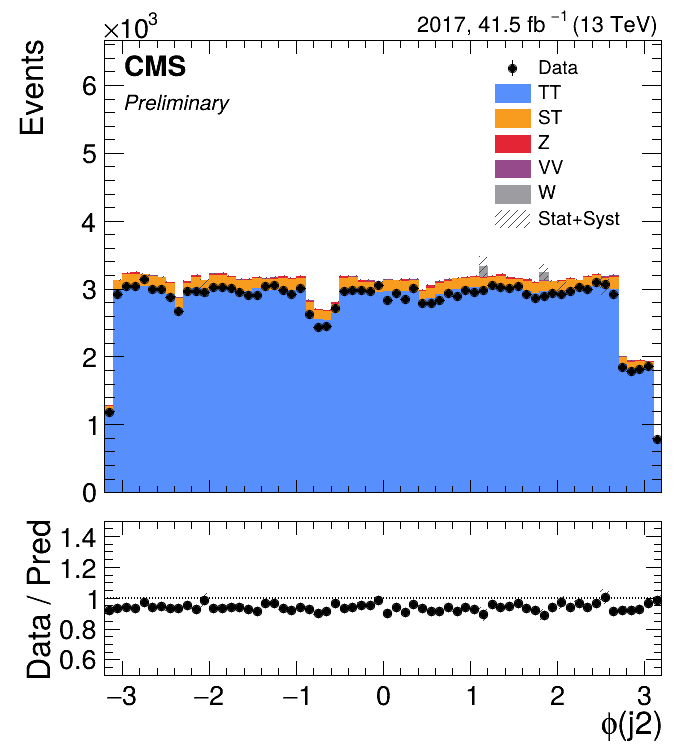 ×10³
2017, 41.5 fb⁻¹ (13 TeV)
Events
CMS
Preliminary
Data
TT
ST
Z
VV
W
Stat+Syst
6
5
4
3
2
1
0
Data / Pred
1.4
1.2
1
0.8
0.6
−3 −2 −1 0 1 2 3
ϕ(j2)